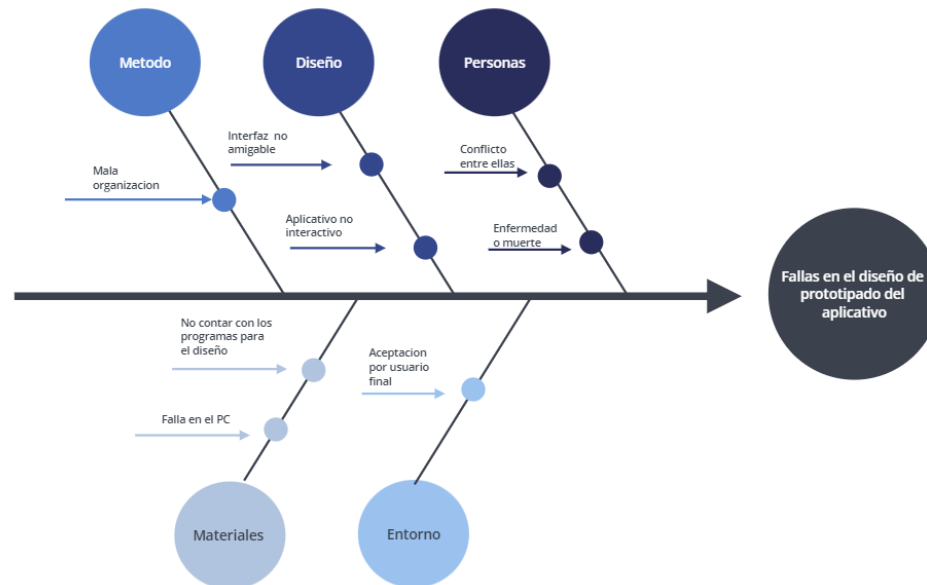 Metodo
Diseño
Personas
Interfaz no
amigable
Conflicto
entre ellas
Mala
organizacion
Aplicativo no
interactivo
Enfermedad
o muerte
Fallas en el diseño de
prototipado del
aplicativo
No contar con los
programas para
el diseño
Aceptacion
por usuario
final
Falla en el PC
Materiales
Entorno